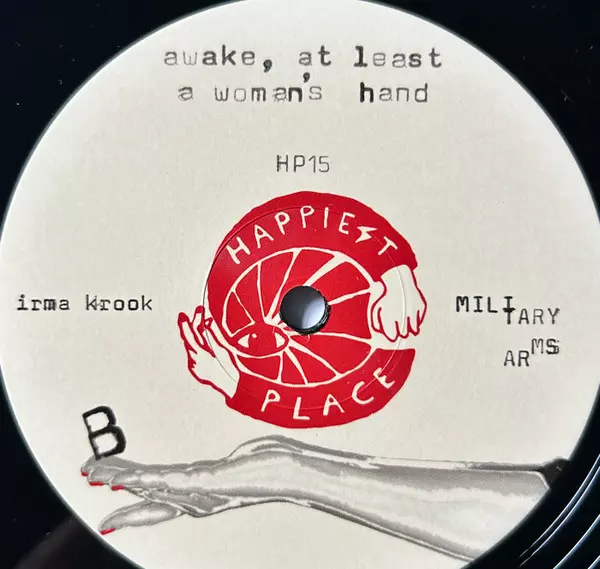 awake, at least
a woman's hand
HP15
HAPPIEST
PLACE
irma krook
MILITARY
ARMS
B